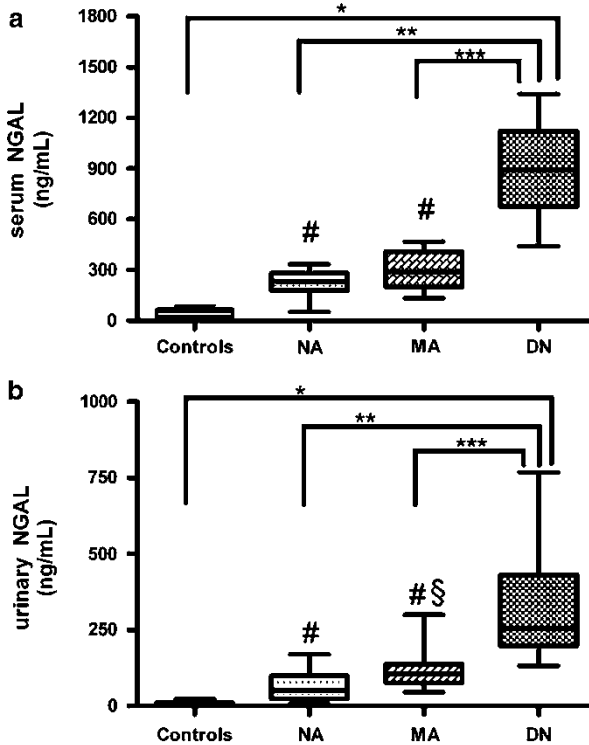 a
*
**
***
serum NGAL
(ng/mL)
1800
1500
1200
900
600
300
0
#
#
Controls NA MA DN
b
*
**
***
urinary NGAL
(ng/mL)
1000
750
500
250
0
#
#§
Controls NA MA DN